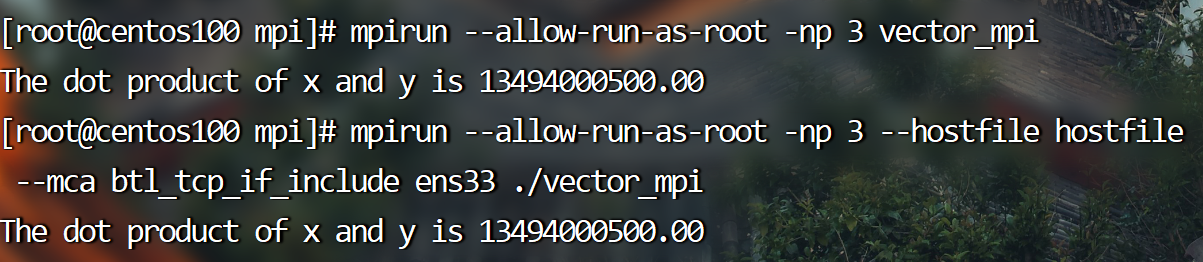 [root@centos100 mpi]# mpirun --allow-run-as-root -np 3 vector_mpi
The dot product of x and y is 13494000500.00
[root@centos100 mpi]# mpirun --allow-run-as-root -np 3 --hostfile hostfile
--mca btl_tcp_if_include ens33 ./vector_mpi
The dot product of x and y is 13494000500.00